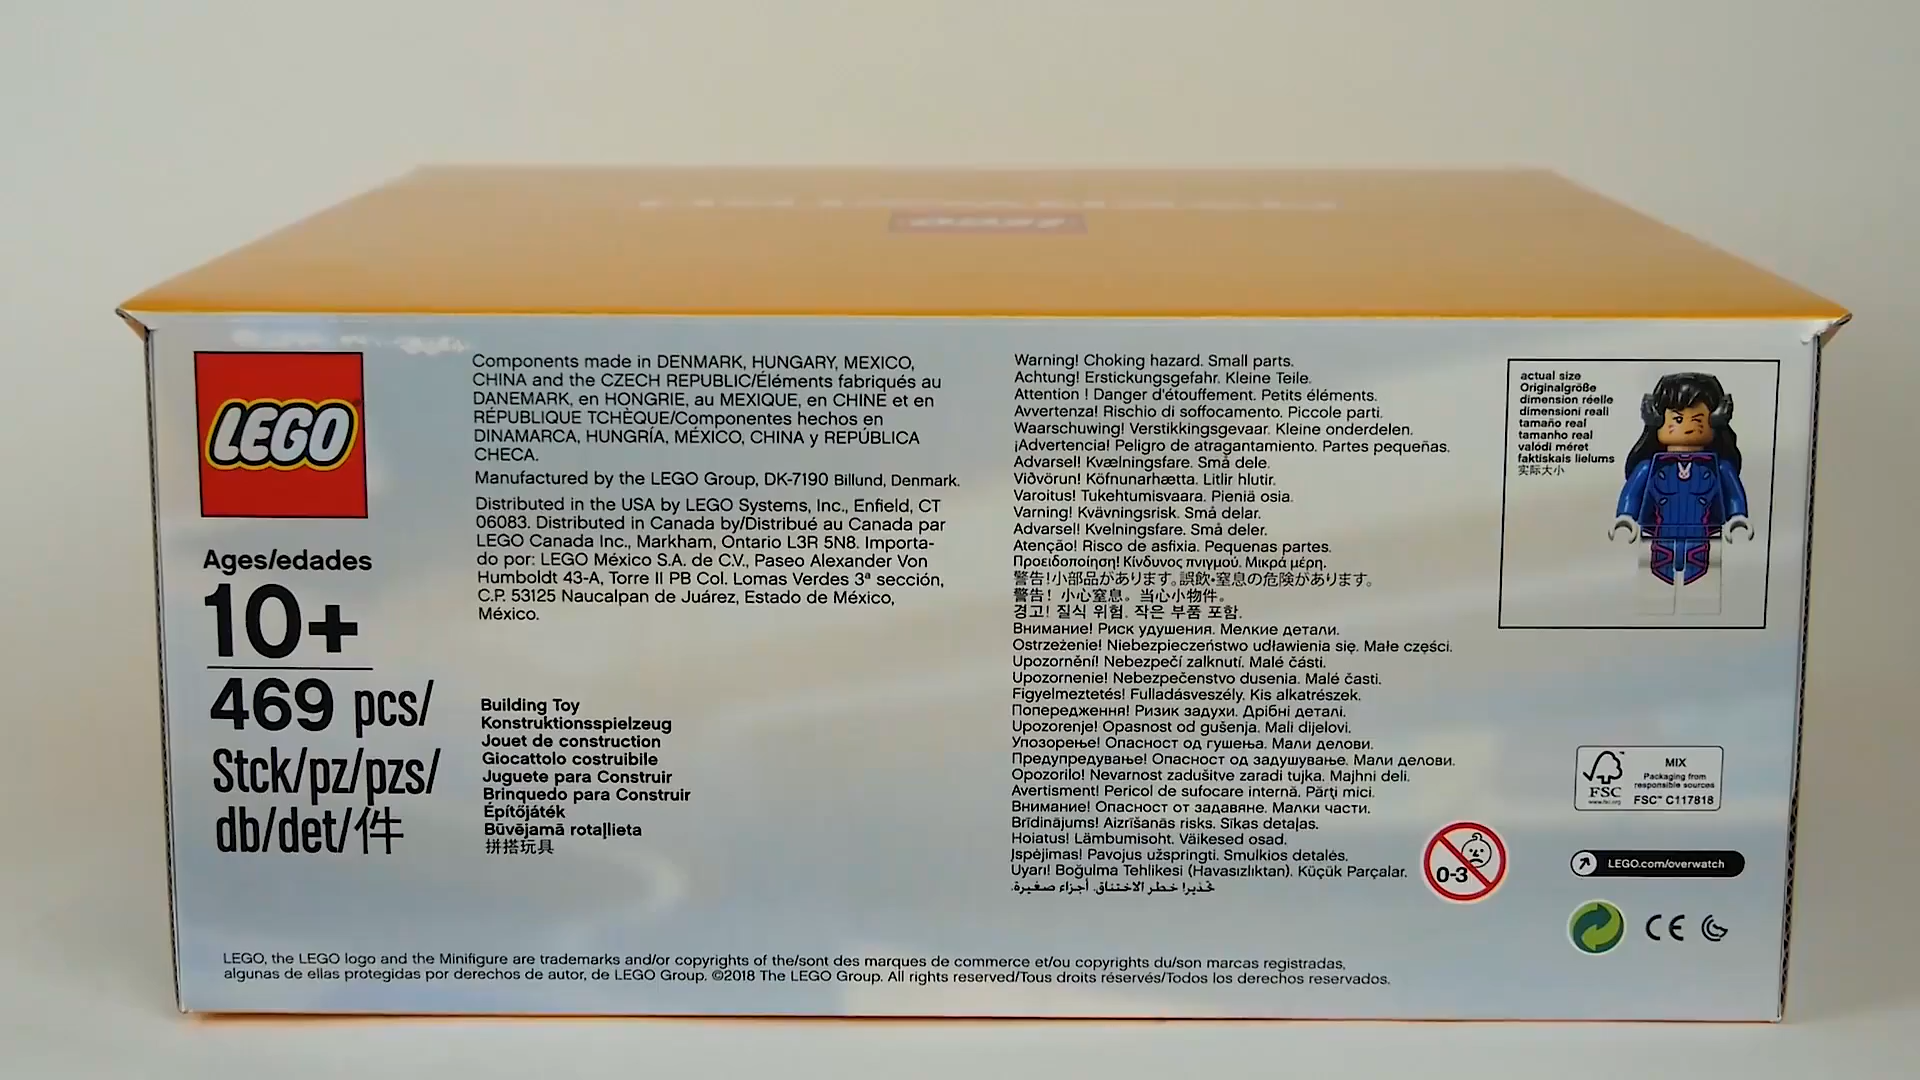 LEGO
Ages/edades
10+
469 pcs/
Stck/pz/pzs/
db/det/件
Components made in DENMARK, HUNGARY, MEXICO,
CHINA and the CZECH REPUBLIC/Éléments fabriqués au
DANEMARK, en HONGRIE, au MEXIQUE, en CHINE et en
RÉPUBLIQUE TCHÈQUE/Componentes hechos en
DINAMARCA, HUNGRÍA, MÉXICO, CHINA y REPÚBLICA
CHECA.
Manufactured by the LEGO Group, DK-7190 Billund, Denmark.
Distributed in the USA by LEGO Systems, Inc., Enfield, CT
06083. Distributed in Canada by/Distribué au Canada par
LEGO Canada Inc., Markham, Ontario L3R 5N8. Importa-
do por: LEGO México S.A. de C.V., Paseo Alexander Von
Humboldt 43-A, Torre II PB Col. Lomas Verdes 3ª sección,
C.P. 53125 Naucalpan de Juárez, Estado de México,
México.
Building Toy
Konstruktionsspielzeug
Jouet de construction
Giocattolo costruibile
Juguete para Construir
Brinquedo para Construir
Építőjáték
Būvējamā rotaļlieta
拼搭玩具
Warning! Choking hazard. Small parts.
Achtung! Erstickungsgefahr. Kleine Teile.
Attention ! Danger d'étouffement. Petits éléments.
Avvertenza! Rischio di soffocamento. Piccole parti.
Waarschuwing! Verstikkingsgevaar. Kleine onderdelen.
¡Advertencia! Peligro de atragantamiento. Partes pequeñas.
Advarsel! Kvælningsfare. Små dele.
Viðvörun! Köfnunarhætta. Litlir hlutir.
Varoitus! Tukehtumisvaara. Pieniä osia.
Varning! Kvävningsrisk. Små delar.
Advarsel! Kvelningsfare. Små deler.
Atenção! Risco de asfixia. Pequenas partes.
Προειδοποίηση! Κίνδυνος πνιγμού. Μικρά μέρη.
警告!小部品があります。誤飲・窒息の危険があります。
警告！小心窒息。当心小物件。
경고! 질식 위험. 작은 부품 포함.
Внимание! Риск удушения. Мелкие детали.
Ostrzeżenie! Niebezpieczeństwo udławienia się. Małe części.
Upozornění! Nebezpečí zalknutí. Malé části.
Upozornenie! Nebezpečenstvo dusenia. Malé časti.
Figyelmeztetés! Fulladásveszély. Kis alkatrészek.
Попередження! Ризик задухи. Дрібні деталі.
Upozorenje! Opasnost od gušenja. Mali dijelovi.
Упозорење! Опасност од гушења. Мали делови.
Предупредување! Опасност од задушување. Мали делови.
Opozorilo! Nevarnost zadušitve zaradi tujka. Majhni deli.
Avertisment! Pericol de sufocare internă. Părţi mici.
Внимание! Опасност от задавяне. Малки части.
Brīdinājums! Aizrīšanās risks. Sīkas detaļas.
Hoiatus! Lämbumisoht. Väikesed osad.
Įspėjimas! Pavojus užspringti. Smulkios detalės.
Uyarı! Boğulma Tehlikesi (Havasızlıktan). Küçük Parçalar.
تحذير! خطر الاختناق. أجزاء صغيرة.
0-3
actual size
Originalgröße
dimension réelle
dimensioni reali
tamaño real
tamanho real
valódi méret
faktiskais lielums
实际大小
FSC
www.fsc.org
MIX
Packaging from
responsible sources
FSC™ C117818
LEGO.com/overwatch
CE
LEGO, the LEGO logo and the Minifigure are trademarks and/or copyrights of the/sont des marques de commerce et/ou copyrights du/son marcas registradas,
algunas de ellas protegidas por derechos de autor, de LEGO Group. ©2018 The LEGO Group. All rights reserved/Tous droits réservés/Todos los derechos reservados.